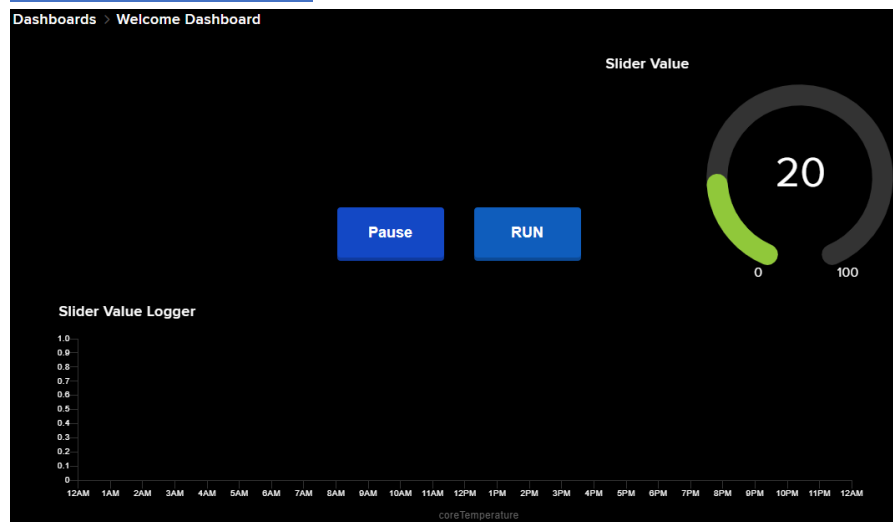 Dashboards > Welcome Dashboard
Slider Value
20
0 100
Pause RUN
Slider Value Logger
1.0
0.9
0.8
0.7
0.6
0.5
0.4
0.3
0.2
0.1
0
12AM 1AM 2AM 3AM 4AM 5AM 6AM 7AM 8AM 9AM 10AM 11AM 12PM 1PM 2PM 3PM 4PM 5PM 6PM 7PM 8PM 9PM 10PM 11PM 12AM
coreTemperature